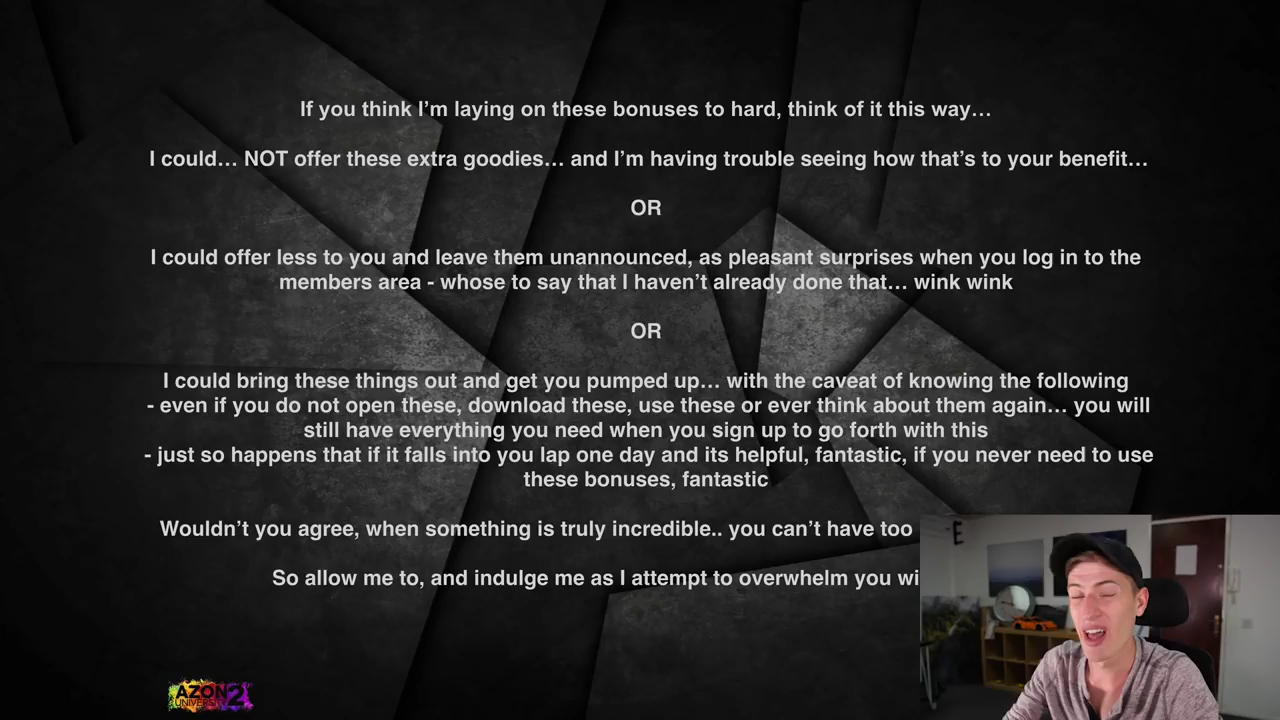 If you think I’m laying on these bonuses to hard, think of it this way…
I could… NOT offer these extra goodies… and I’m having trouble seeing how that’s to your benefit…
OR
I could offer less to you and leave them unannounced, as pleasant surprises when you log in to the
members area - whose to say that I haven’t already done that… wink wink
OR
I could bring these things out and get you pumped up… with the caveat of knowing the following
- even if you do not open these, download these, use these or ever think about them again… you will
still have everything you need when you sign up to go forth with this
- just so happens that if it falls into you lap one day and its helpful, fantastic, if you never need to use
these bonuses, fantastic
Wouldn’t you agree, when something is truly incredible.. you can’t have too
So allow me to, and indulge me as I attempt to overwhelm you wi
E
AZON 2
UNIVERSITY